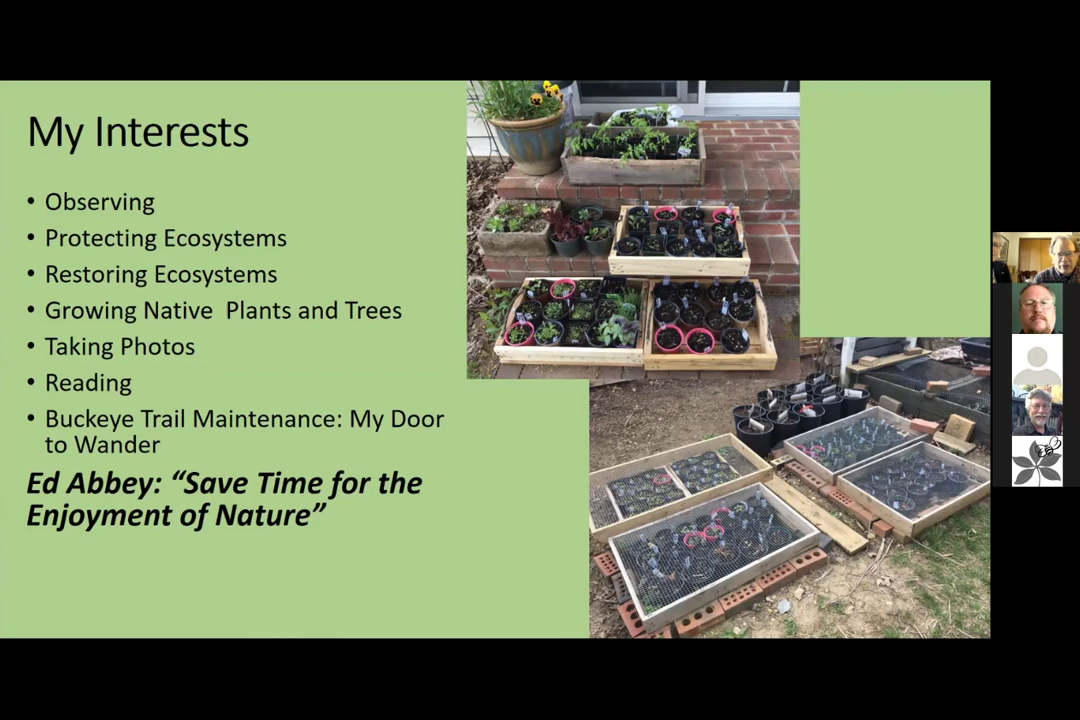 My Interests
• Observing
• Protecting Ecosystems
• Restoring Ecosystems
• Growing Native  Plants and Trees
• Taking Photos
• Reading
• Buckeye Trail Maintenance: My Door
to Wander
Ed Abbey: “Save Time for the
Enjoyment of Nature”